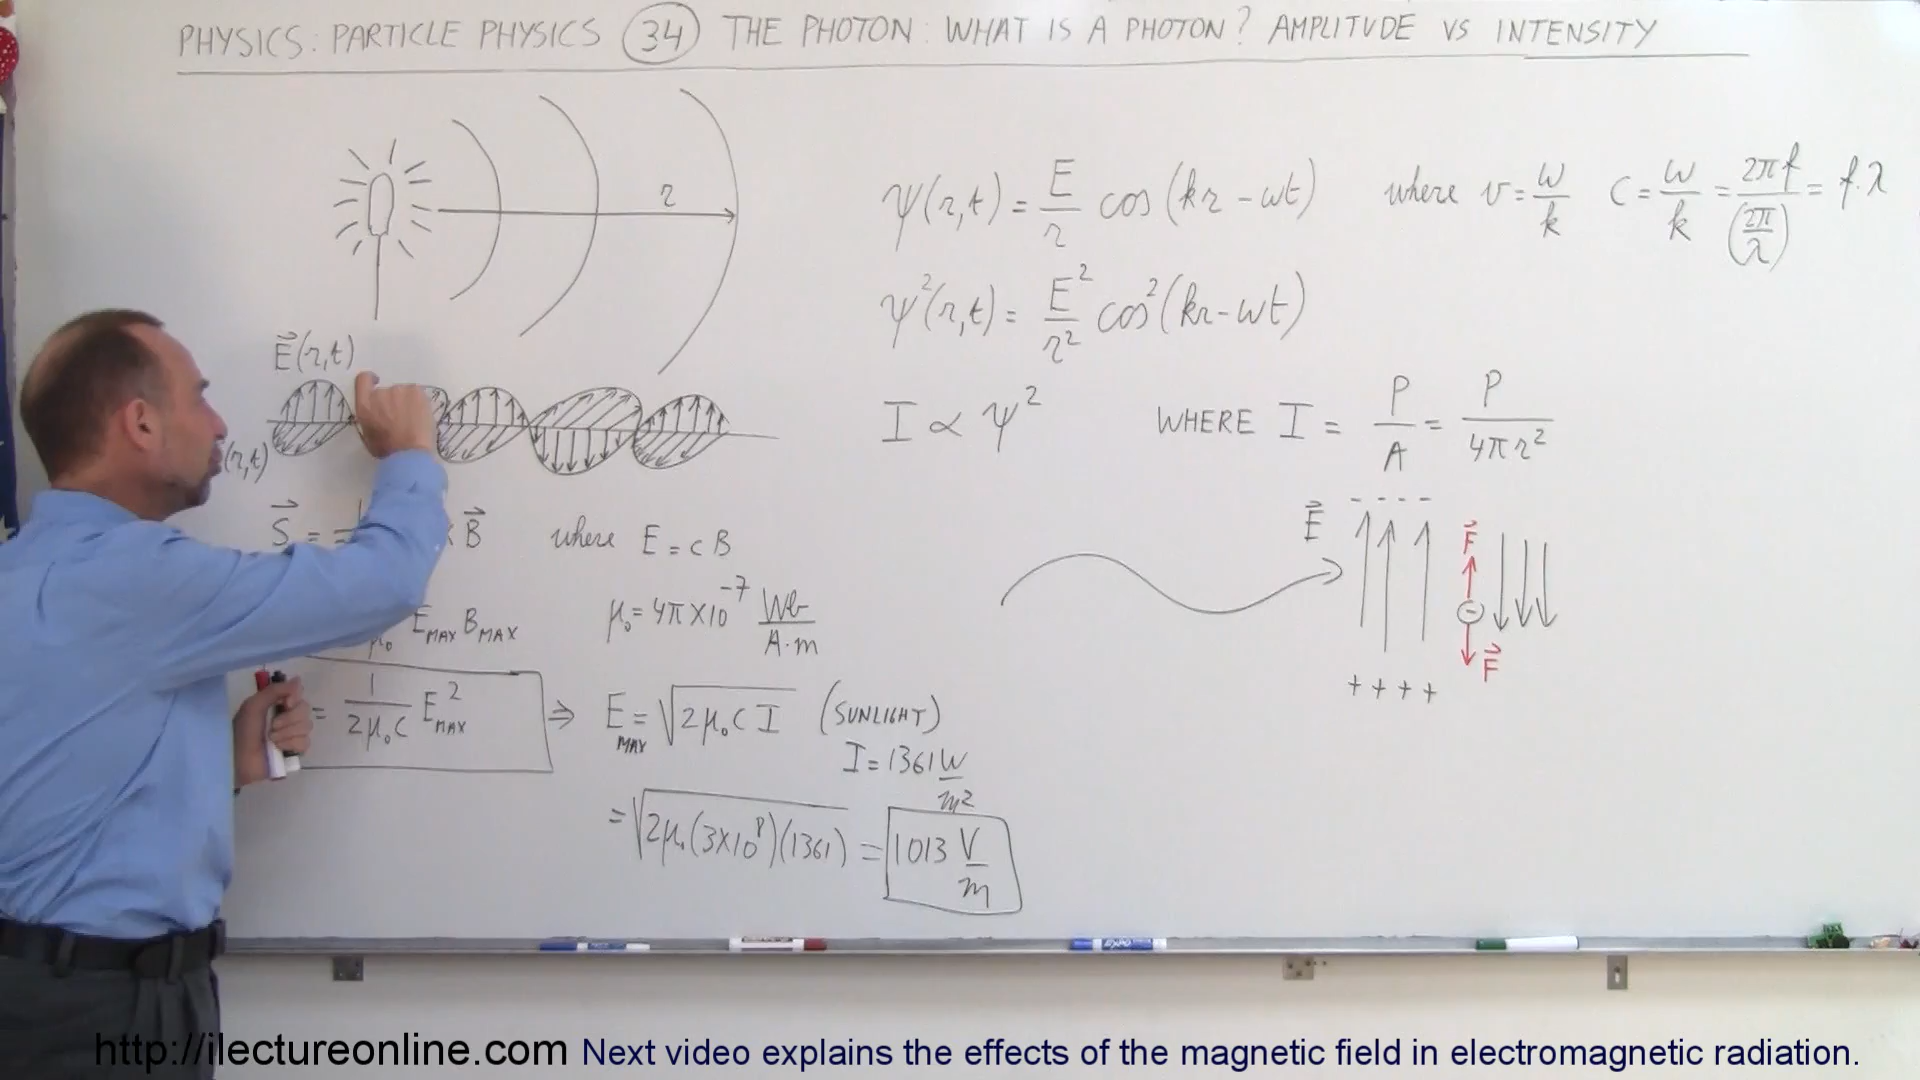 PHYSICS: PARTICLE PHYSICS 34 THE PHOTON: WHAT IS A PHOTON? AMPLITUDE VS INTENSITY
r
ψ(r,t) = E/r cos(kr - ωt) where v = ω/k C = ω/k = 2πf/(2π/λ) = f·λ
ψ²(r,t) = E²/r² cos²(kr - ωt)
E⃗(r,t)
I ∝ ψ² WHERE I = P/A = P/4πr²
(r,t)
S⃗ = B⃗ where E = cB
E⃗ - - - -
F⃗
-
F⃗
+ + + +
μ₀ E_MAX B_MAX μ₀ = 4π×10⁻⁷ Wb/A·m
= 1/2μ₀C E²_MAX ⇒ E_MAX = √2μ₀C I (SUNLIGHT)
I = 1361 W/m²
= √2μ₀(3×10⁸)(1361) = 1013 V/m
EXPO
http://ilectureonline.com Next video explains the effects of the magnetic field in electromagnetic radiation.